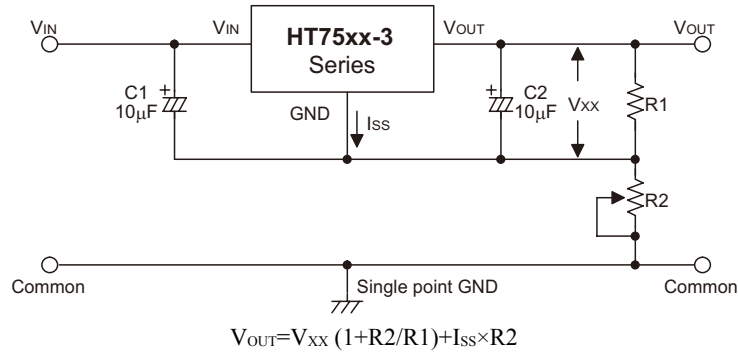 VIN VIN HT75xx-3 VOUT VOUT
Series
C1
10μF
GND
ISS
C2
10μF
VXX
R1
R2
Common
Single point GND
Common
VOUT=VXX (1+R2/R1)+ISS×R2